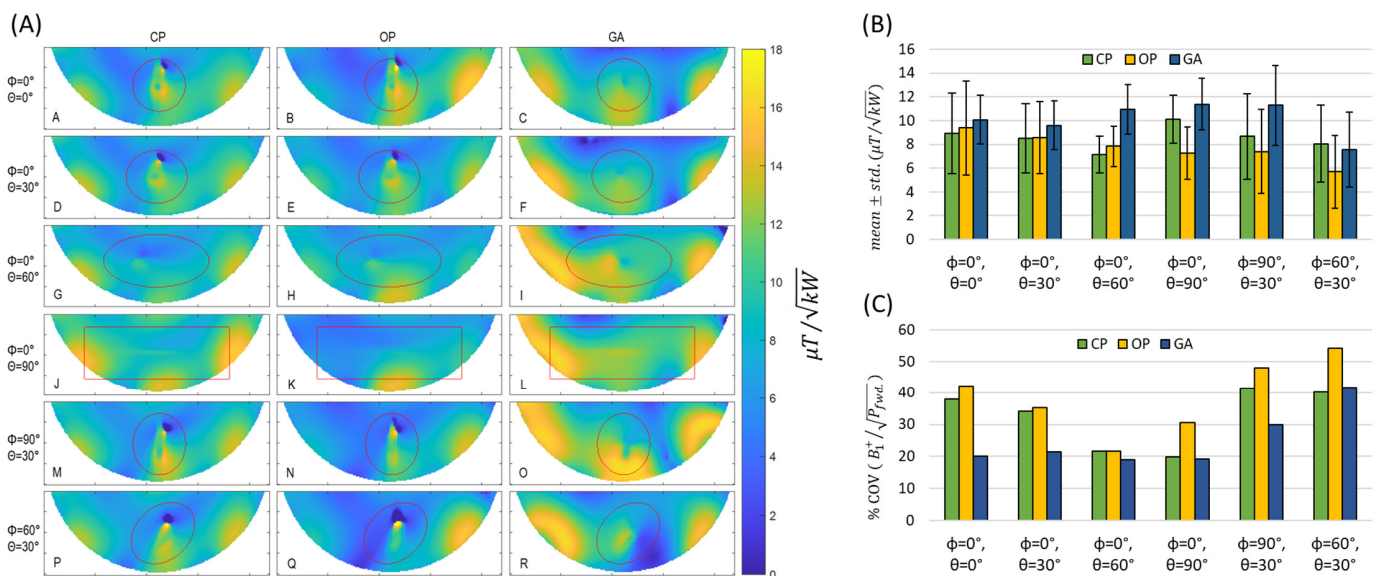 (A)
CP OP GA
Φ=0°
Θ=0°
A B C
Φ=0°
Θ=30°
D E F
Φ=0°
Θ=60°
G H I
Φ=0°
Θ=90°
J K L
Φ=90°
Θ=30°
M N O
Φ=60°
Θ=30°
P Q R
18
16
14
12
10
8
6
4
2
0
μT/√kW
(B)
mean ± std. (μT/√kW)
16
14
12
10
8
6
4
2
0
CP OP GA
ϕ=0°, ϕ=0°, ϕ=0°, ϕ=0°, ϕ=90°, ϕ=60°,
θ=0° θ=30° θ=60° θ=90° θ=30° θ=30°
(C)
% COV ( B₁⁺/√P_fwd. )
60
50
40
30
20
10
0
CP OP GA
ϕ=0°, ϕ=0°, ϕ=0°, ϕ=0°, ϕ=90°, ϕ=60°,
θ=0° θ=30° θ=60° θ=90° θ=30° θ=30°